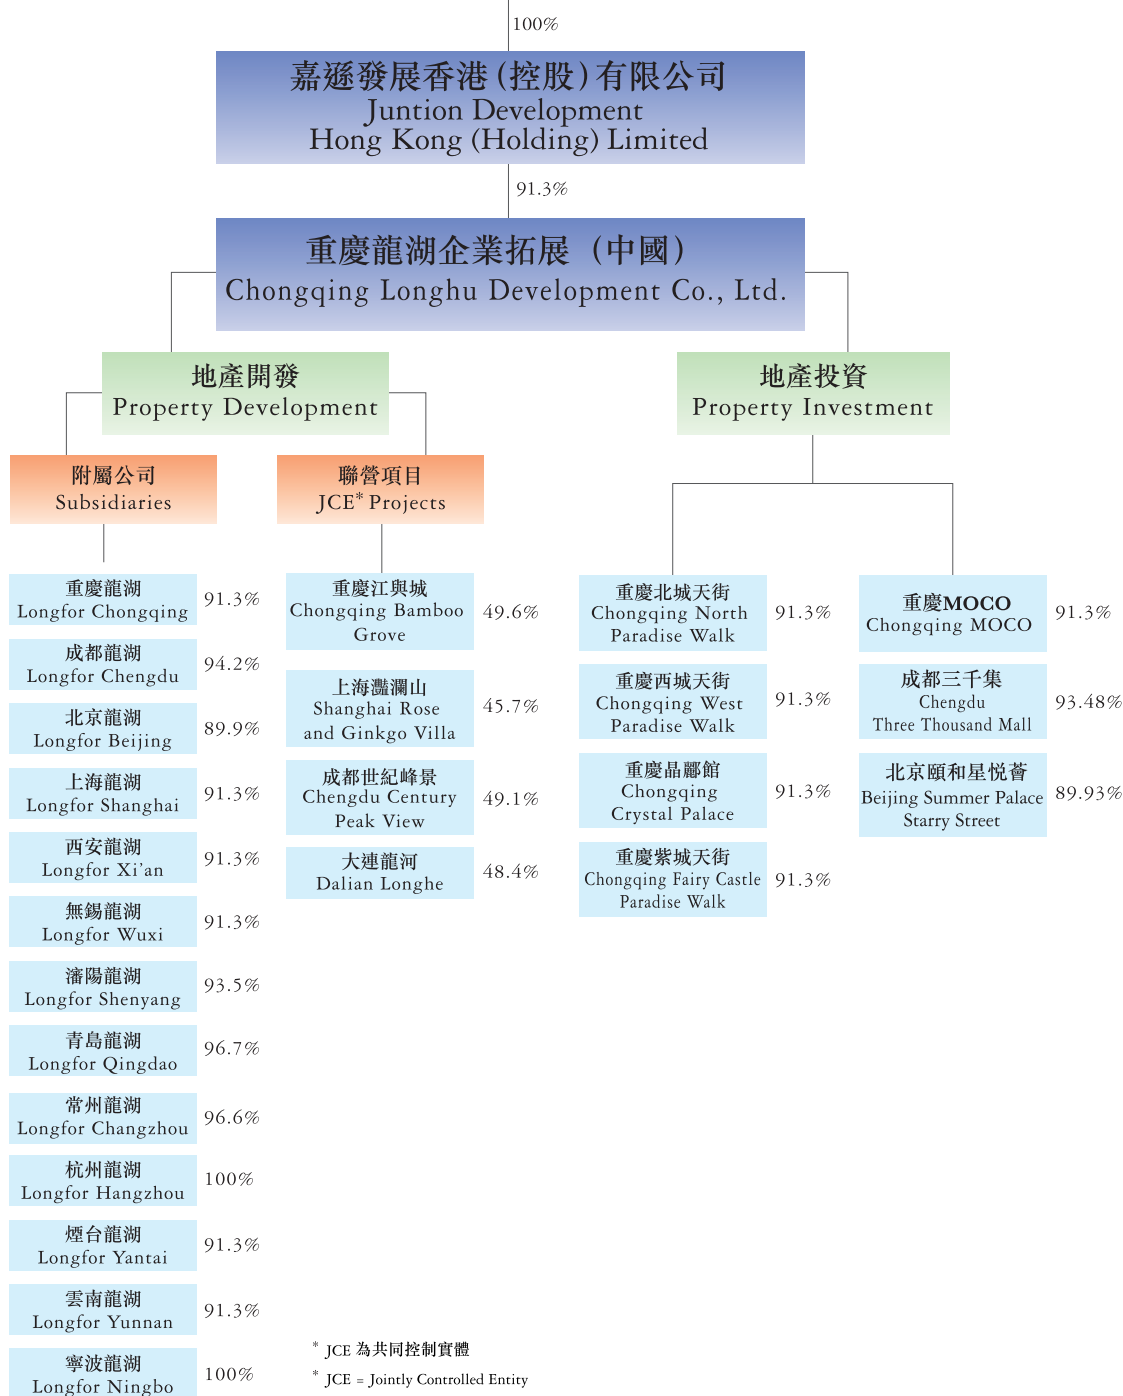 100%
嘉遜發展香港(控股)有限公司
Juntion Development
Hong Kong (Holding) Limited
91.3%
重慶龍湖企業拓展（中國）
Chongqing Longhu Development Co., Ltd.
地產開發
Property Development
地產投資
Property Investment
附屬公司
Subsidiaries
聯營項目
JCE* Projects
重慶龍湖
Longfor Chongqing
91.3%
成都龍湖
Longfor Chengdu
94.2%
北京龍湖
Longfor Beijing
89.9%
上海龍湖
Longfor Shanghai
91.3%
西安龍湖
Longfor Xi’an
91.3%
無錫龍湖
Longfor Wuxi
91.3%
瀋陽龍湖
Longfor Shenyang
93.5%
青島龍湖
Longfor Qingdao
96.7%
常州龍湖
Longfor Changzhou
96.6%
杭州龍湖
Longfor Hangzhou
100%
煙台龍湖
Longfor Yantai
91.3%
雲南龍湖
Longfor Yunnan
91.3%
寧波龍湖
Longfor Ningbo
100%
重慶江與城
Chongqing Bamboo
Grove
49.6%
上海灩瀾山
Shanghai Rose
and Ginkgo Villa
45.7%
成都世紀峰景
Chengdu Century
Peak View
49.1%
大連龍河
Dalian Longhe
48.4%
重慶北城天街
Chongqing North
Paradise Walk
91.3%
重慶西城天街
Chongqing West
Paradise Walk
91.3%
重慶晶酈館
Chongqing
Crystal Palace
91.3%
重慶紫城天街
Chongqing Fairy Castle
Paradise Walk
91.3%
重慶MOCO
Chongqing MOCO
91.3%
成都三千集
Chengdu
Three Thousand Mall
93.48%
北京頤和星悅薈
Beijing Summer Palace
Starry Street
89.93%
* JCE 為共同控制實體
* JCE = Jointly Controlled Entity